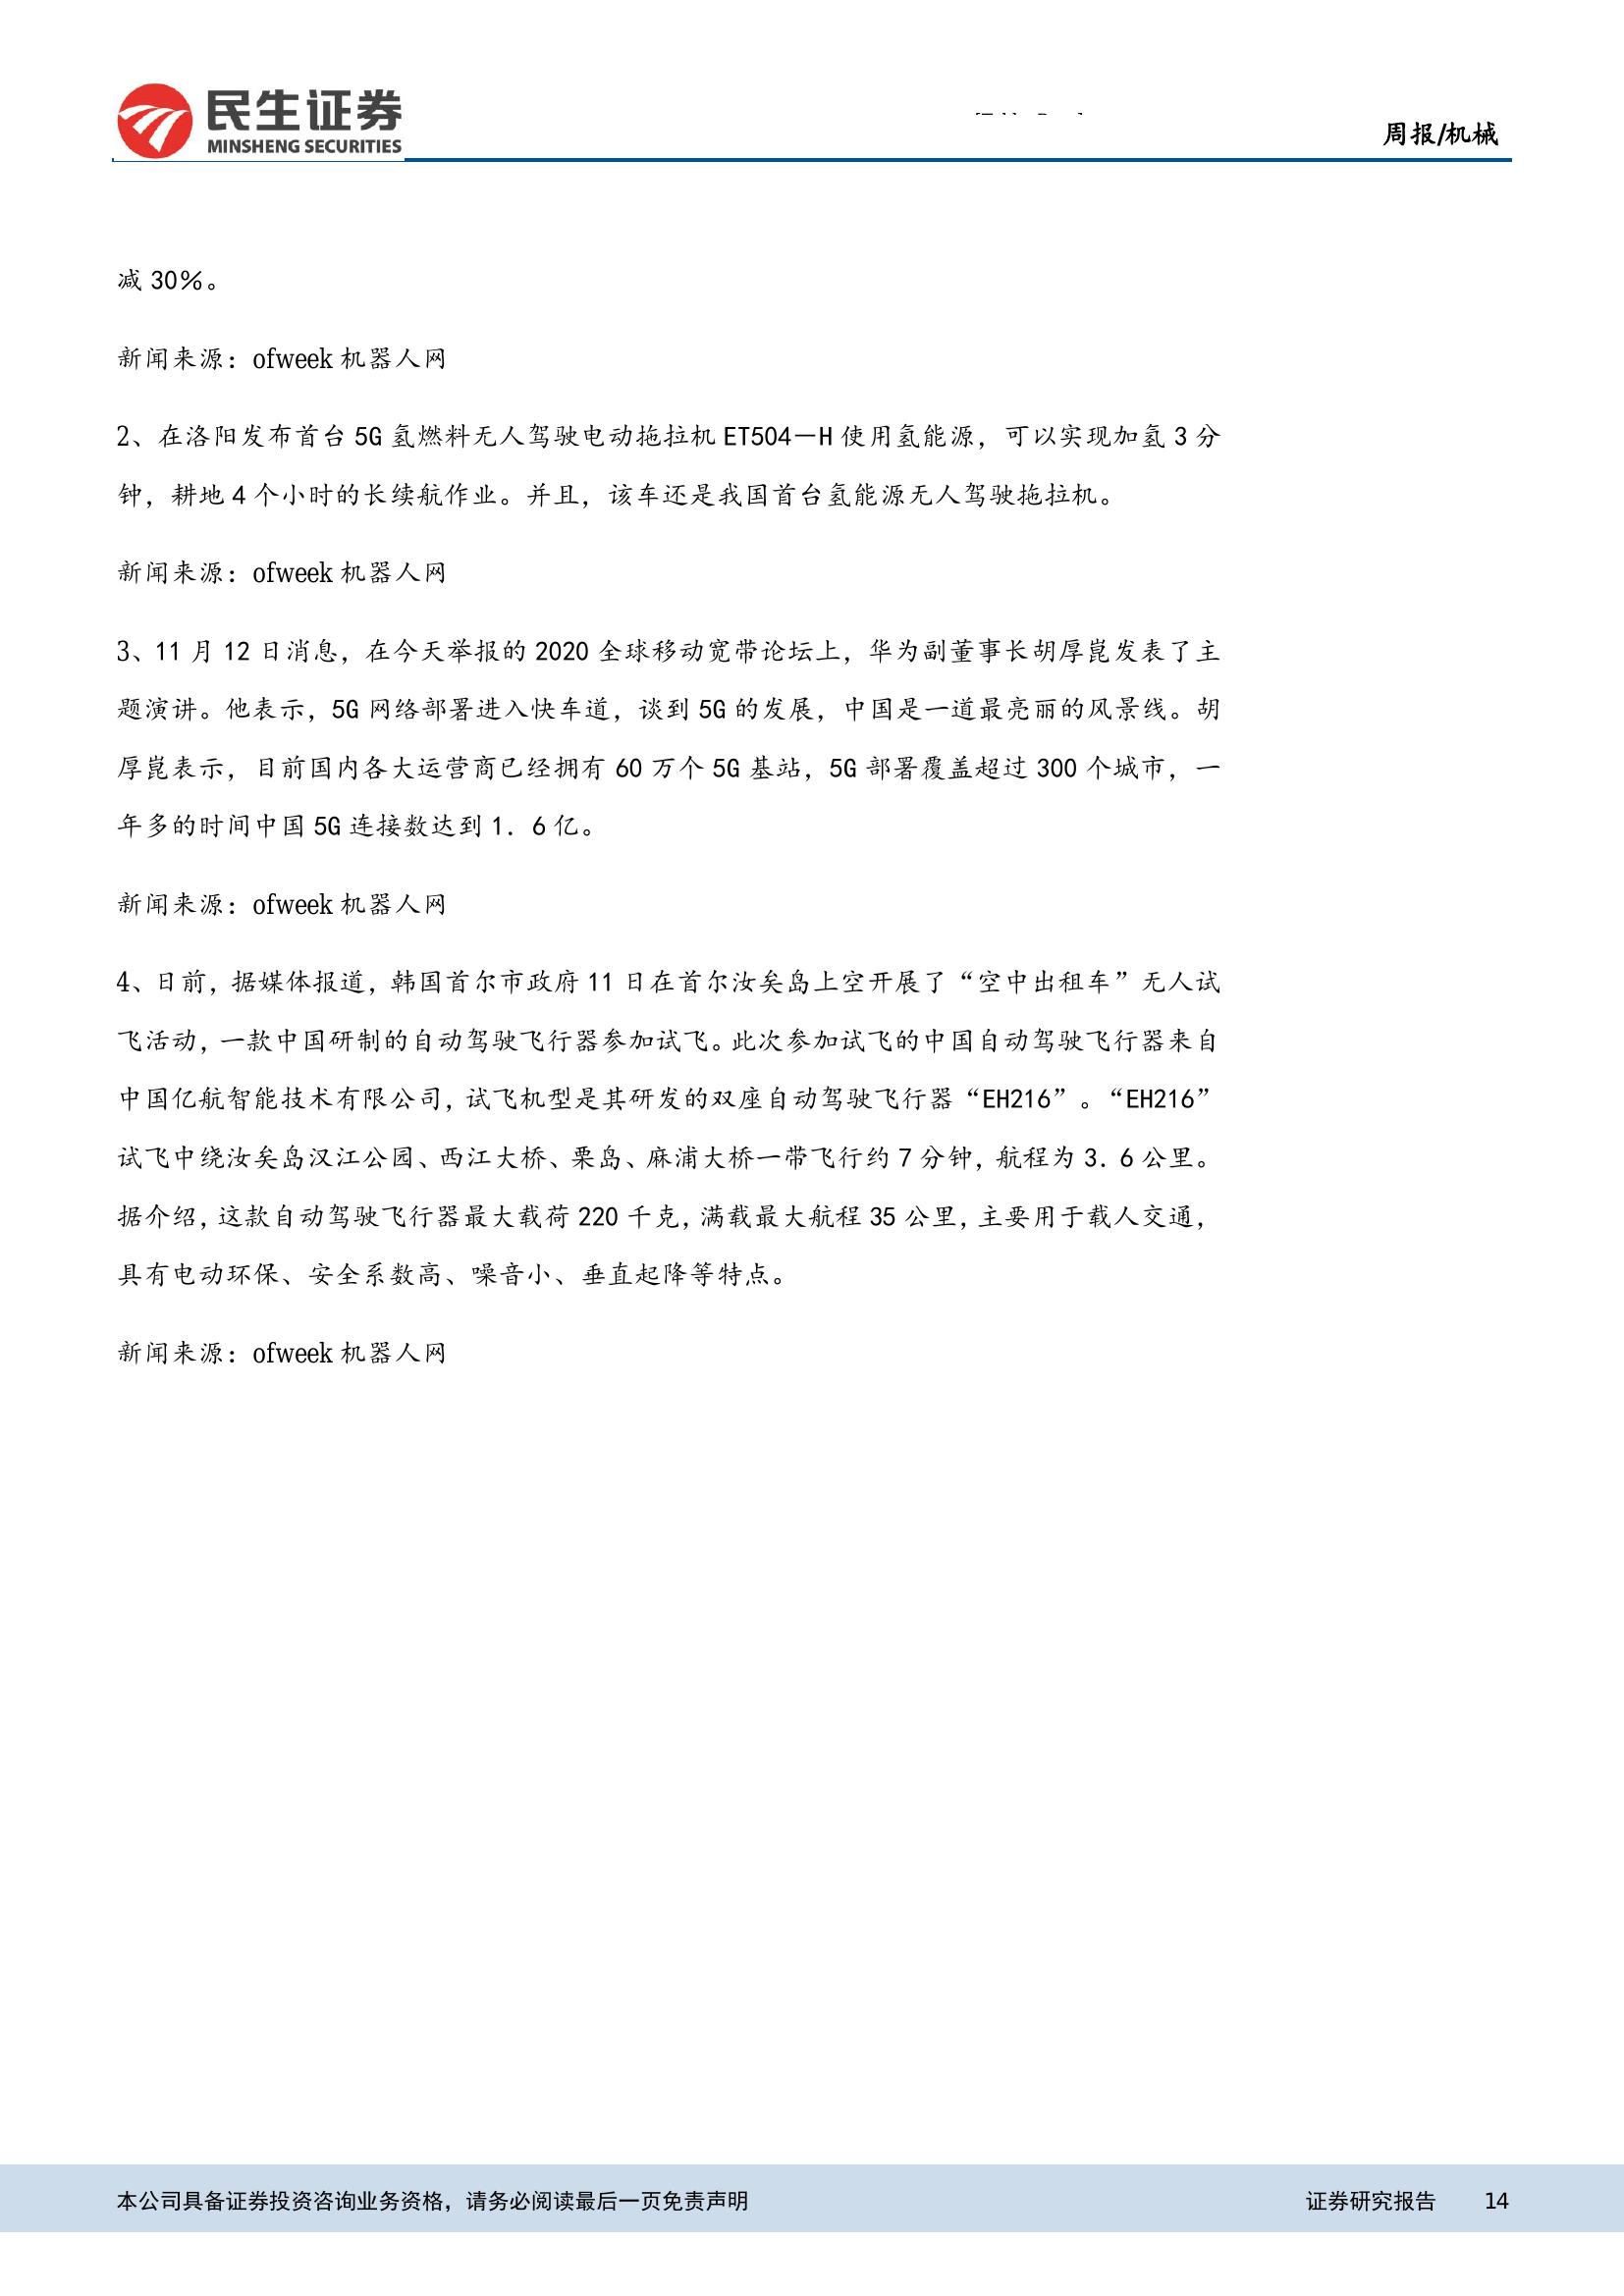 民生证券
MINSHENG SECURITIES
周报/机械
减 30％。
新闻来源：ofweek 机器人网
2、在洛阳发布首台 5G 氢燃料无人驾驶电动拖拉机 ET504－H 使用氢能源，可以实现加氢 3 分
钟，耕地 4 个小时的长续航作业。并且，该车还是我国首台氢能源无人驾驶拖拉机。
新闻来源：ofweek 机器人网
3、11 月 12 日消息，在今天举报的 2020 全球移动宽带论坛上，华为副董事长胡厚崑发表了主
题演讲。他表示，5G 网络部署进入快车道，谈到 5G 的发展，中国是一道最亮丽的风景线。胡
厚崑表示，目前国内各大运营商已经拥有 60 万个 5G 基站，5G 部署覆盖超过 300 个城市，一
年多的时间中国 5G 连接数达到 1．6 亿。
新闻来源：ofweek 机器人网
4、日前，据媒体报道，韩国首尔市政府 11 日在首尔汝矣岛上空开展了“空中出租车”无人试
飞活动，一款中国研制的自动驾驶飞行器参加试飞。此次参加试飞的中国自动驾驶飞行器来自
中国亿航智能技术有限公司，试飞机型是其研发的双座自动驾驶飞行器“EH216”。“EH216”
试飞中绕汝矣岛汉江公园、西江大桥、栗岛、麻浦大桥一带飞行约 7 分钟，航程为 3．6 公里。
据介绍，这款自动驾驶飞行器最大载荷 220 千克，满载最大航程 35 公里，主要用于载人交通，
具有电动环保、安全系数高、噪音小、垂直起降等特点。
新闻来源：ofweek 机器人网
本公司具备证券投资咨询业务资格，请务必阅读最后一页免责声明 证券研究报告 14